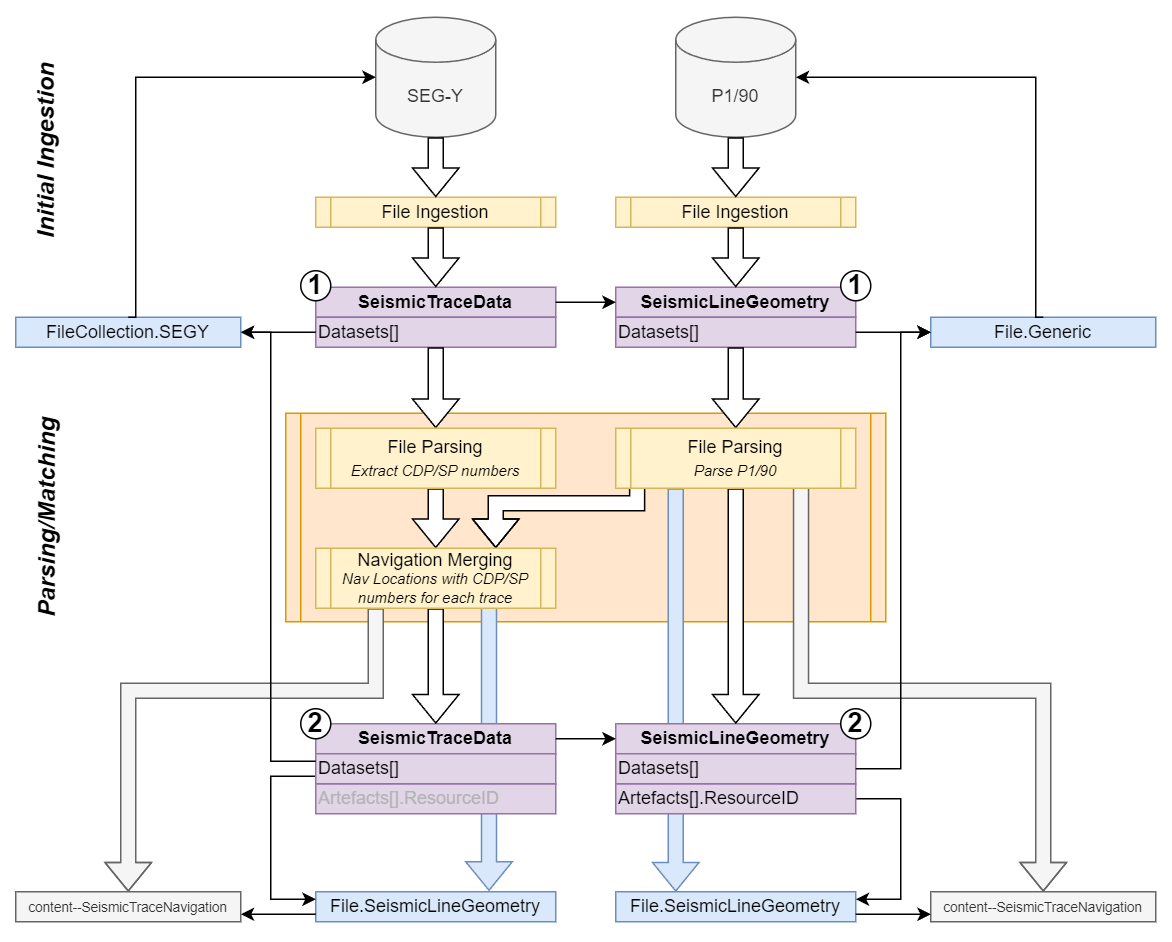 Initial Ingestion
SEG-Y
P1/90
File Ingestion
File Ingestion
1
SeismicTraceData
Datasets[]
SeismicLineGeometry
1
Datasets[]
FileCollection.SEGY
File.Generic
Parsing/Matching
File Parsing
Extract CDP/SP numbers
File Parsing
Parse P1/90
Navigation Merging
Nav Locations with CDP/SP
numbers for each trace
2
SeismicTraceData
Datasets[]
Artefacts[].ResourceID
SeismicLineGeometry
2
Datasets[]
Artefacts[].ResourceID
content--SeismicTraceNavigation
File.SeismicLineGeometry
File.SeismicLineGeometry
content--SeismicTraceNavigation